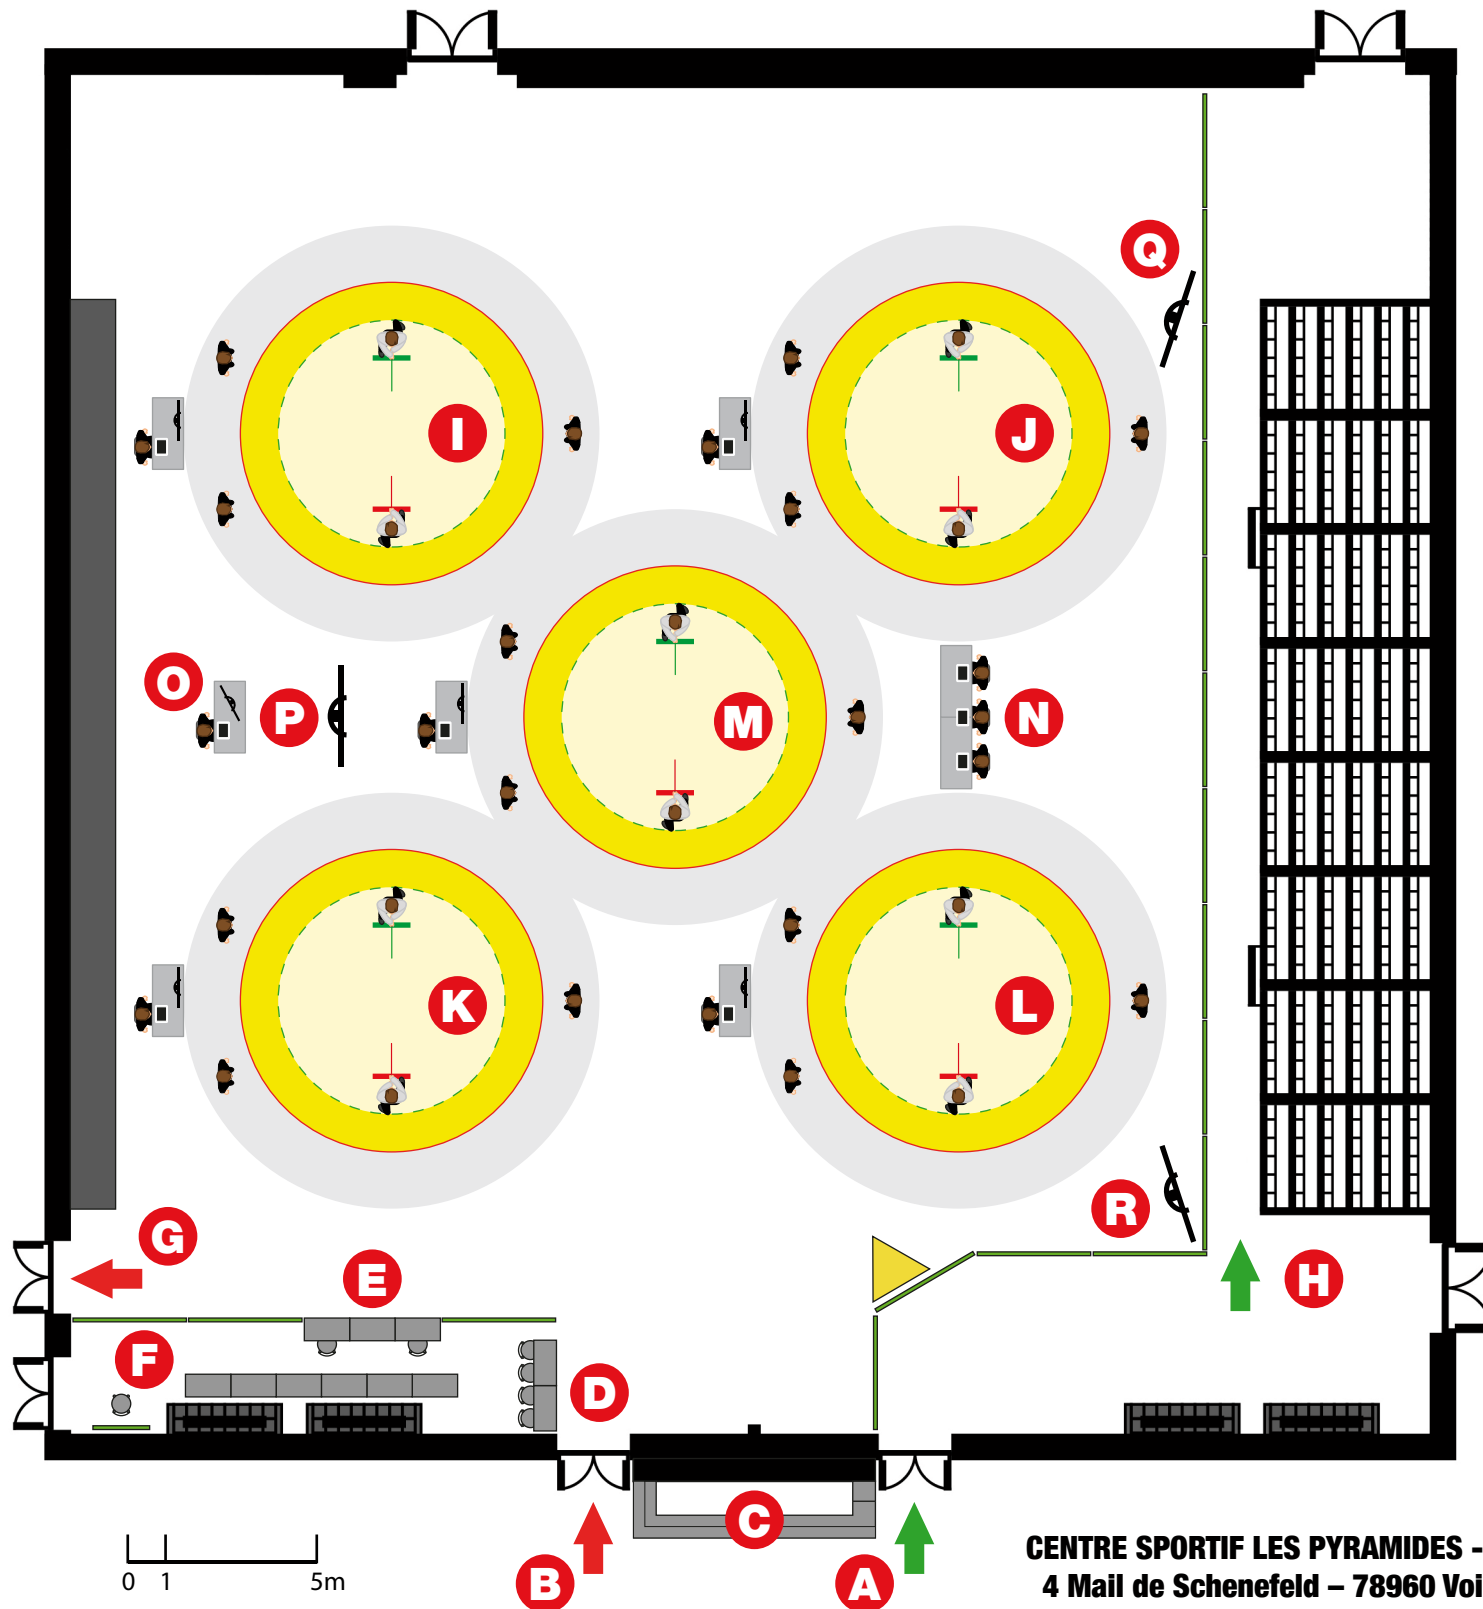 Q
I
J
O
P
M
N
K
L
R
G
E
H
F
D
C
B
A
0 1 5m
CENTRE SPORTIF LES PYRAMIDES -
4 Mail de Schenefeld – 78960 Voi